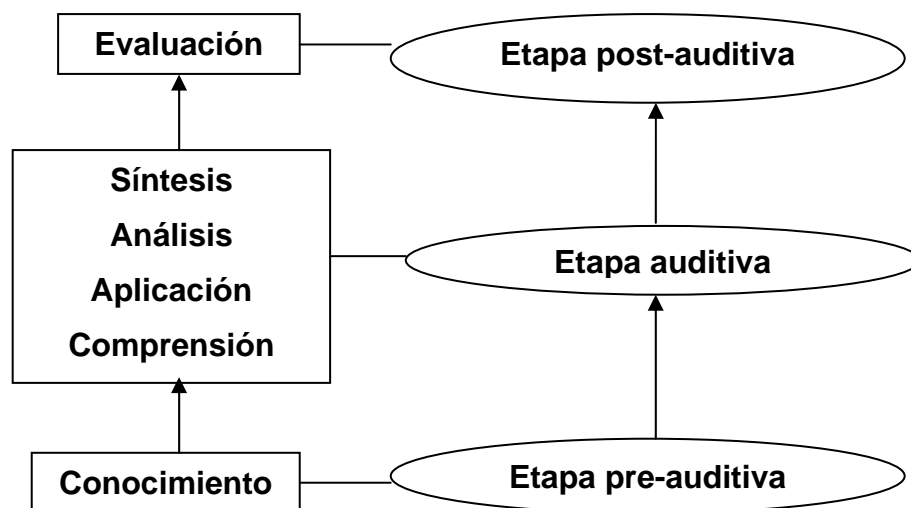 Evaluación
Etapa post-auditiva
Síntesis
Análisis
Aplicación
Comprensión
Etapa auditiva
Conocimiento
Etapa pre-auditiva